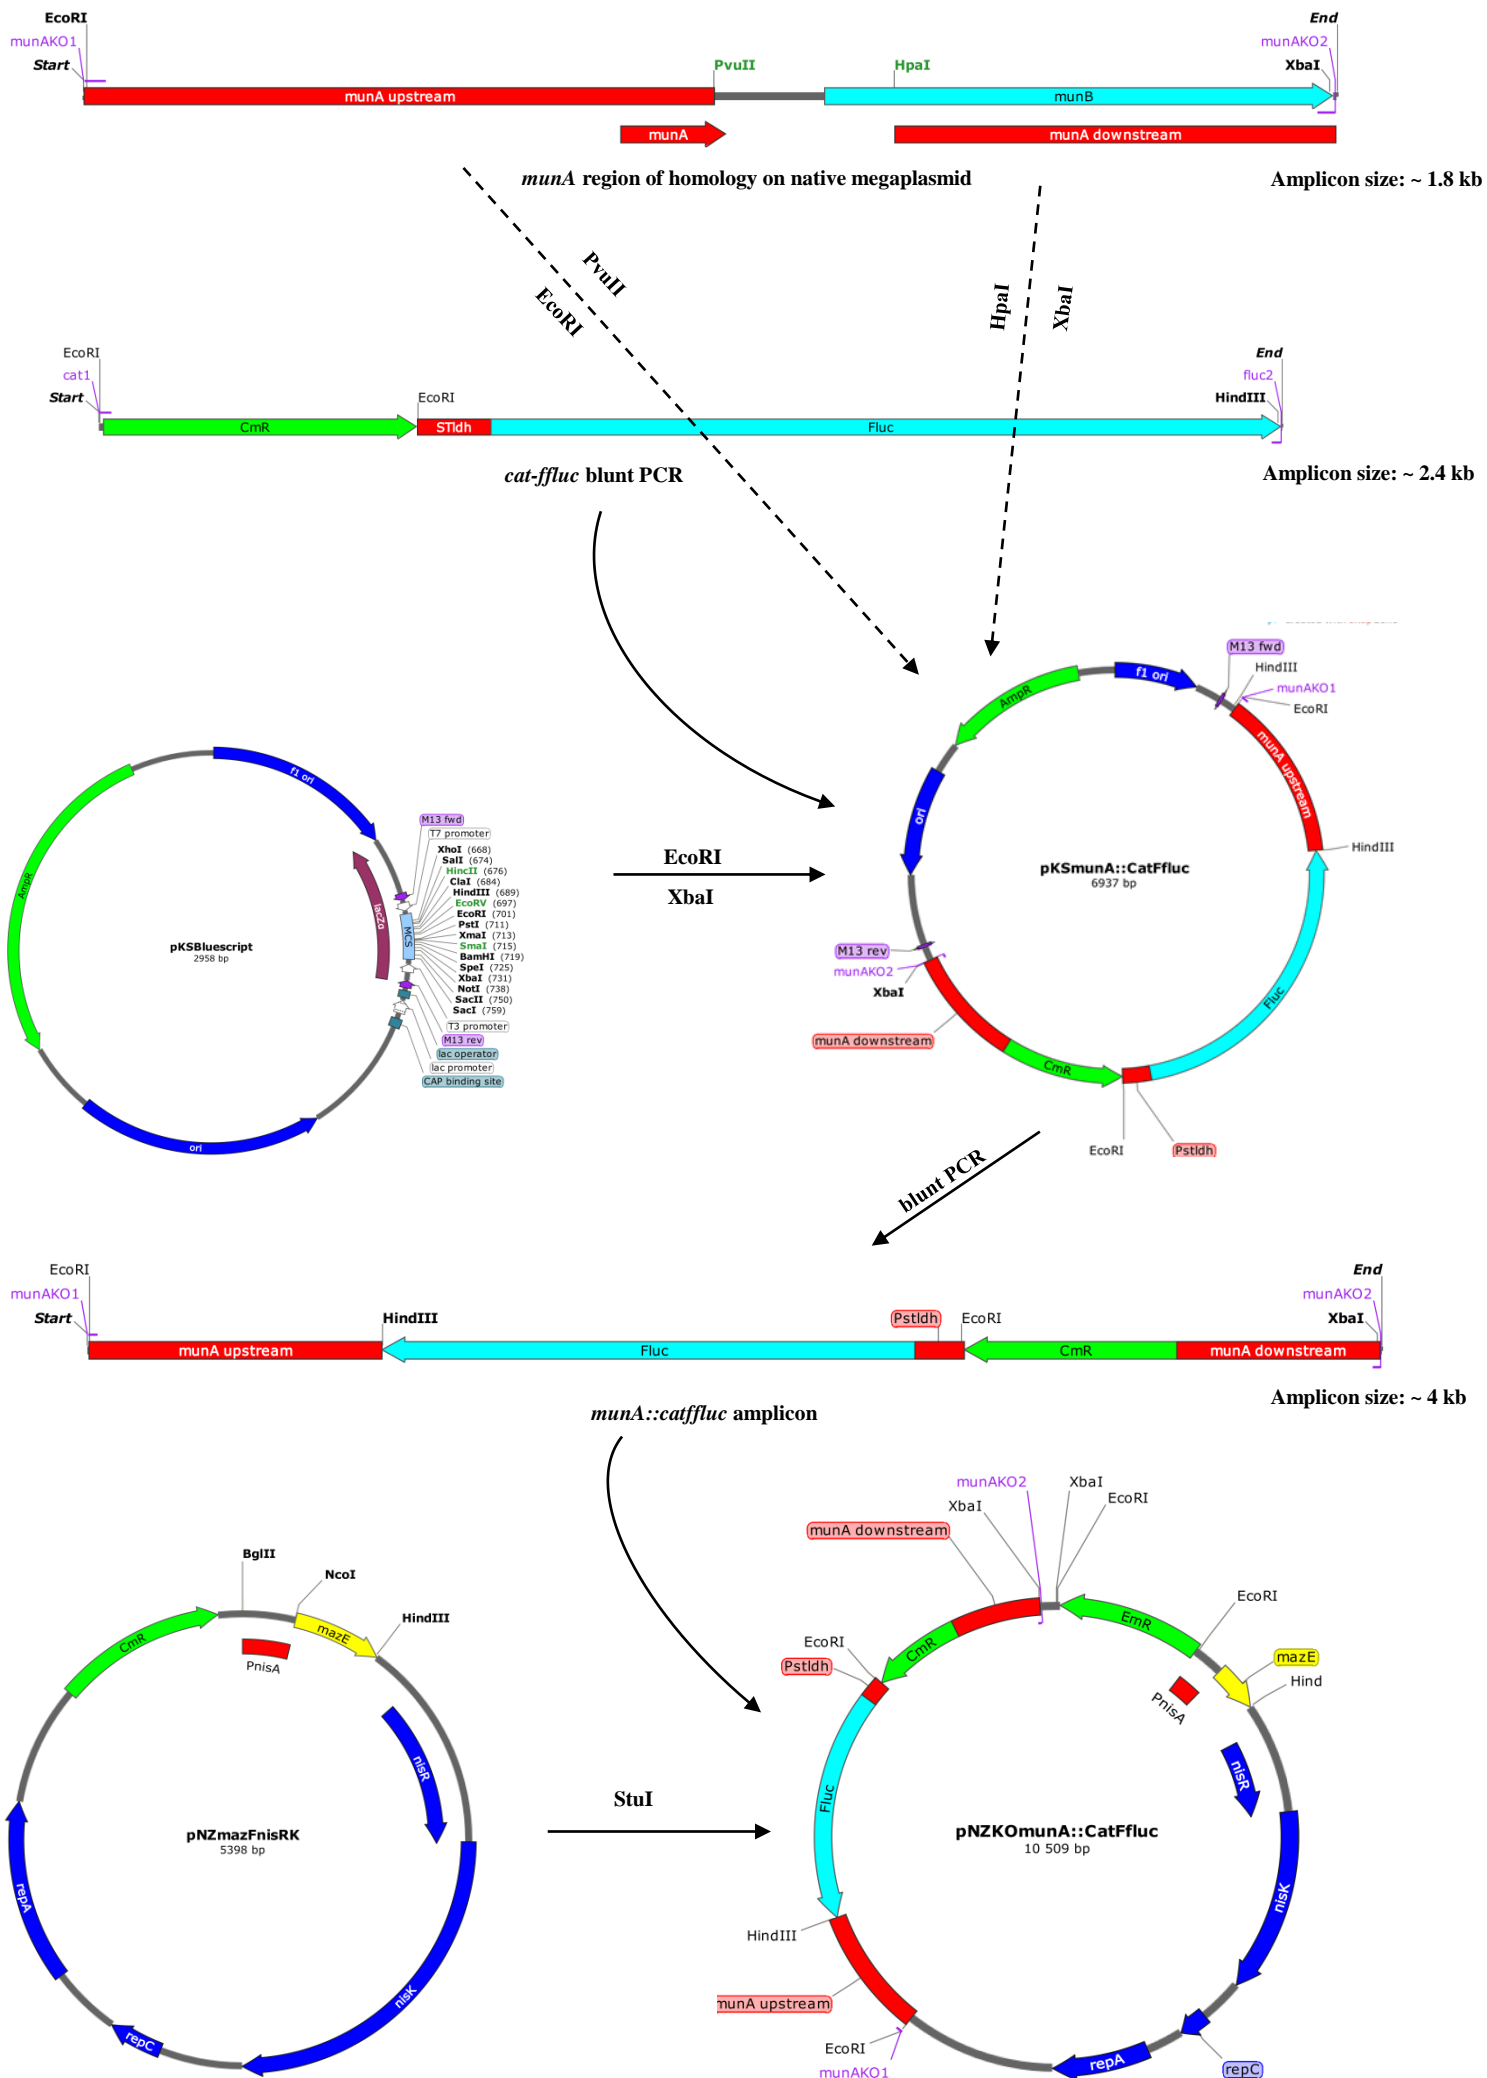 EcoRI
munAKO1
Start
PvuII
HpaI
End
munAKO2
XbaI
munA upstream
munB
munA
munA downstream
munA region of homology on native megaplasmid
Amplicon size: ~ 1.8 kb
PvuII
EcoRI
HpaI
XbaI
EcoRI
cat1
Start
EcoRI
End
fluc2
HindIII
CmR
STldh
Fluc
cat-ffluc blunt PCR
Amplicon size: ~ 2.4 kb
f1 ori
AmpR
lacZα
MCS
ori
pKSBluescript
2958 bp
M13 fwd
T7 promoter
XhoI (668)
SalI (674)
HincII (676)
ClaI (684)
HindIII (689)
EcoRV (697)
EcoRI (701)
PstI (711)
XmaI (713)
SmaI (715)
BamHI (719)
SpeI (725)
XbaI (731)
NotI (738)
SacII (750)
SacI (759)
T3 promoter
M13 rev
lac operator
lac promoter
CAP binding site
EcoRI
XbaI
M13 fwd
HindIII
munAKO1
EcoRI
f1 ori
AmpR
munA upstream
ori
HindIII
pKSmunA::CatFfluc
6937 bp
M13 rev
munAKO2
XbaI
munA downstream
CmR
Fluc
EcoRI
Pstldh
blunt PCR
EcoRI
munAKO1
Start
HindIII
Pstldh
EcoRI
End
munAKO2
XbaI
munA upstream
Fluc
CmR
munA downstream
Amplicon size: ~ 4 kb
munA::catffluc amplicon
BglII
NcoI
HindIII
CmR
mazE
PnisA
nisR
repA
nisK
repC
pNZmazFnisRK
5398 bp
StuI
munAKO2
XbaI
XbaI
EcoRI
munA downstream
EcoRI
EmR
CmR
EcoRI
mazE
Pstldh
Hind
PnisA
nisR
Fluc
pNZKOmunA::CatFfluc
10 509 bp
nisK
HindIII
munA upstream
EcoRI
munAKO1
repA
repC